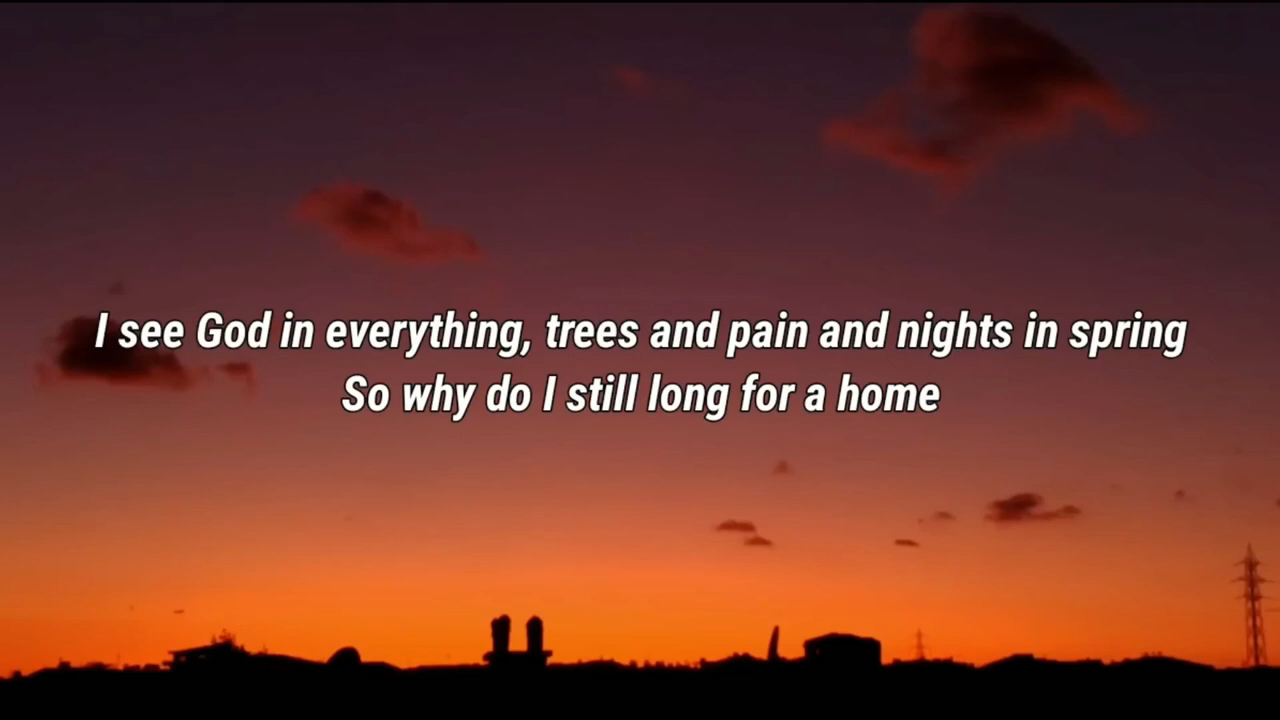 I see God in everything, trees and pain and nights in spring
So why do I still long for a home